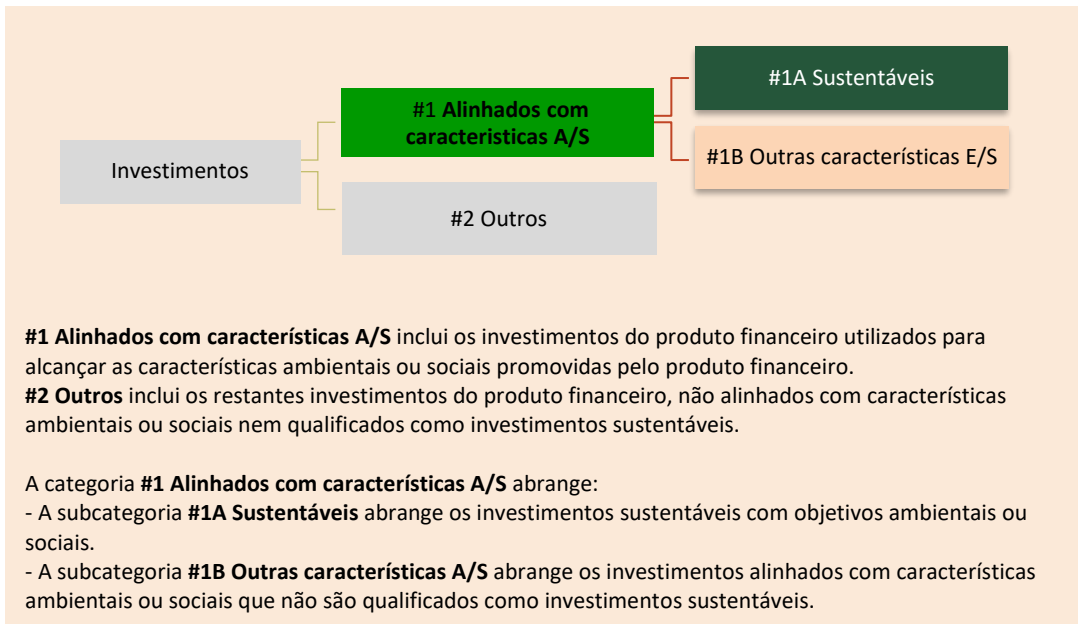 #1A Sustentáveis
#1 Alinhados com
caracteristicas A/S
#1B Outras características E/S
Investimentos
#2 Outros
#1 Alinhados com características A/S inclui os investimentos do produto financeiro utilizados para
alcançar as características ambientais ou sociais promovidas pelo produto financeiro.
#2 Outros inclui os restantes investimentos do produto financeiro, não alinhados com características
ambientais ou sociais nem qualificados como investimentos sustentáveis.
A categoria #1 Alinhados com características A/S abrange:
- A subcategoria #1A Sustentáveis abrange os investimentos sustentáveis com objetivos ambientais ou
sociais.
- A subcategoria #1B Outras características A/S abrange os investimentos alinhados com características
ambientais ou sociais que não são qualificados como investimentos sustentáveis.